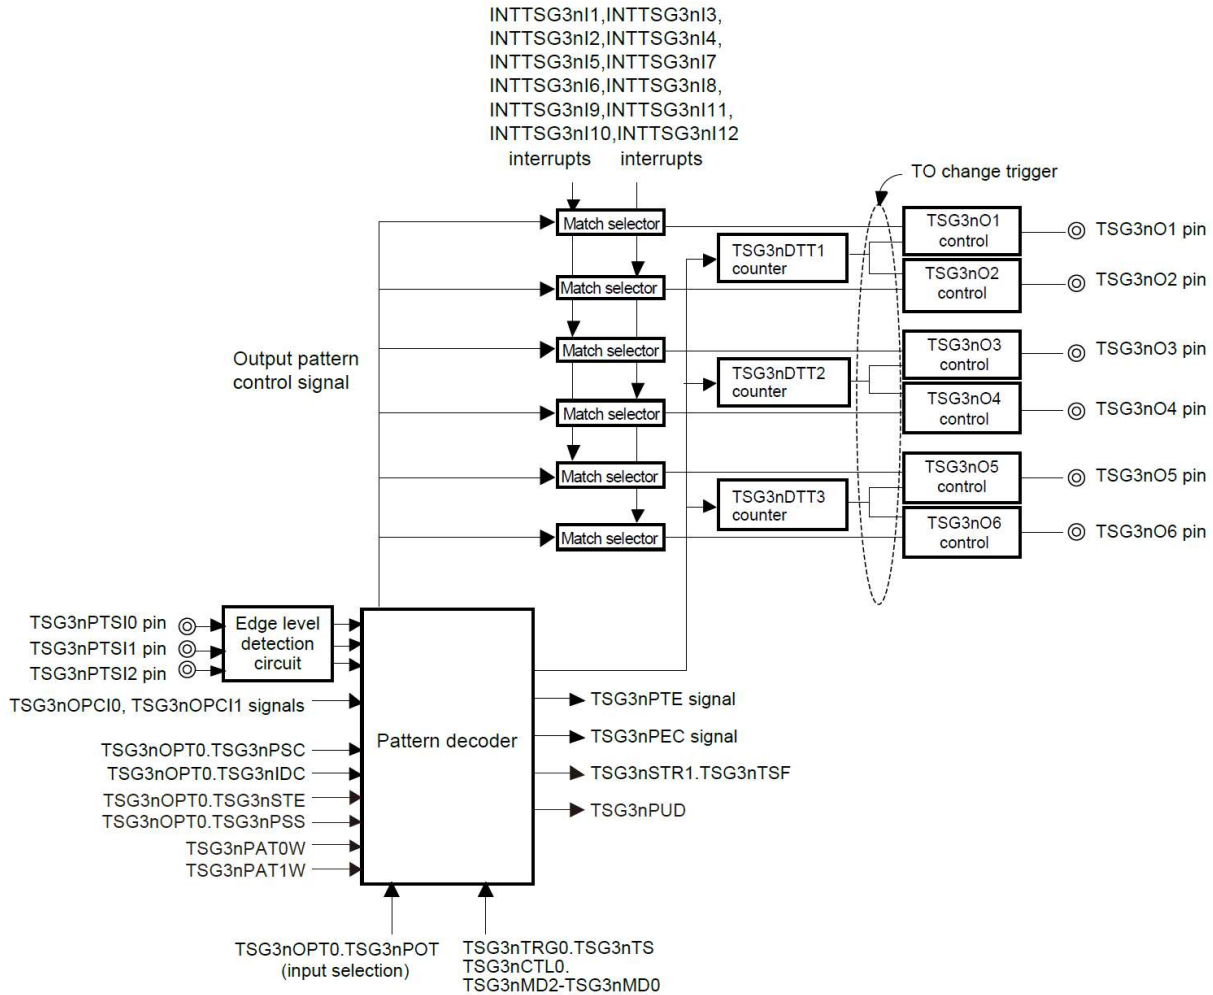 INTTSG3nI1,INTTSG3nI3,
INTTSG3nI2,INTTSG3nI4,
INTTSG3nI5,INTTSG3nI7
INTTSG3nI6,INTTSG3nI8,
INTTSG3nI9,INTTSG3nI11,
INTTSG3nI10,INTTSG3nI12
interrupts interrupts
TO change trigger
Match selector
TSG3nO1
control
TSG3nO1 pin
TSG3nDTT1
counter
Match selector
TSG3nO2
control
TSG3nO2 pin
Output pattern
control signal
Match selector
TSG3nO3
control
TSG3nO3 pin
TSG3nDTT2
counter
Match selector
TSG3nO4
control
TSG3nO4 pin
Match selector
TSG3nO5
control
TSG3nO5 pin
TSG3nDTT3
counter
Match selector
TSG3nO6
control
TSG3nO6 pin
TSG3nPTSI0 pin
TSG3nPTSI1 pin
TSG3nPTSI2 pin
Edge level
detection
circuit
TSG3nOPCI0, TSG3nOPCI1 signals
TSG3nOPT0.TSG3nPSC
TSG3nOPT0.TSG3nIDC
TSG3nOPT0.TSG3nSTE
TSG3nOPT0.TSG3nPSS
TSG3nPAT0W
TSG3nPAT1W
Pattern decoder
TSG3nPTE signal
TSG3nPEC signal
TSG3nSTR1.TSG3nTSF
TSG3nPUD
TSG3nOPT0.TSG3nPOT
(input selection)
TSG3nTRG0.TSG3nTS
TSG3nCTL0.
TSG3nMD2-TSG3nMD0